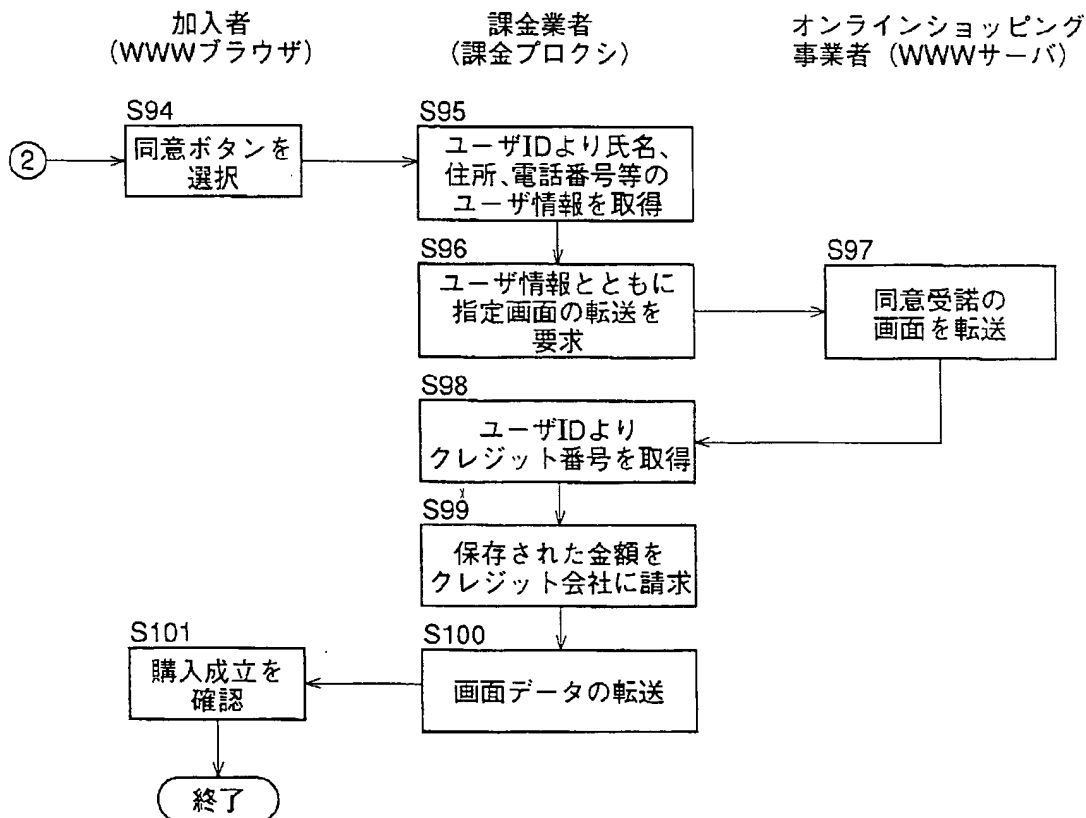 加入者
(WWWブラウザ)
課金業者
(課金プロクシ)
オンラインショッピング
事業者(WWWサーバ)
②
S94
同意ボタンを
選択
S95
ユーザIDより氏名、
住所、電話番号等の
ユーザ情報を取得
S96
ユーザ情報とともに
指定画面の転送を
要求
S97
同意受諾の
画面を転送
S98
ユーザIDより
クレジット番号を取得
S99
保存された金額を
クレジット会社に請求
S100
画面データの転送
S101
購入成立を
確認
終了